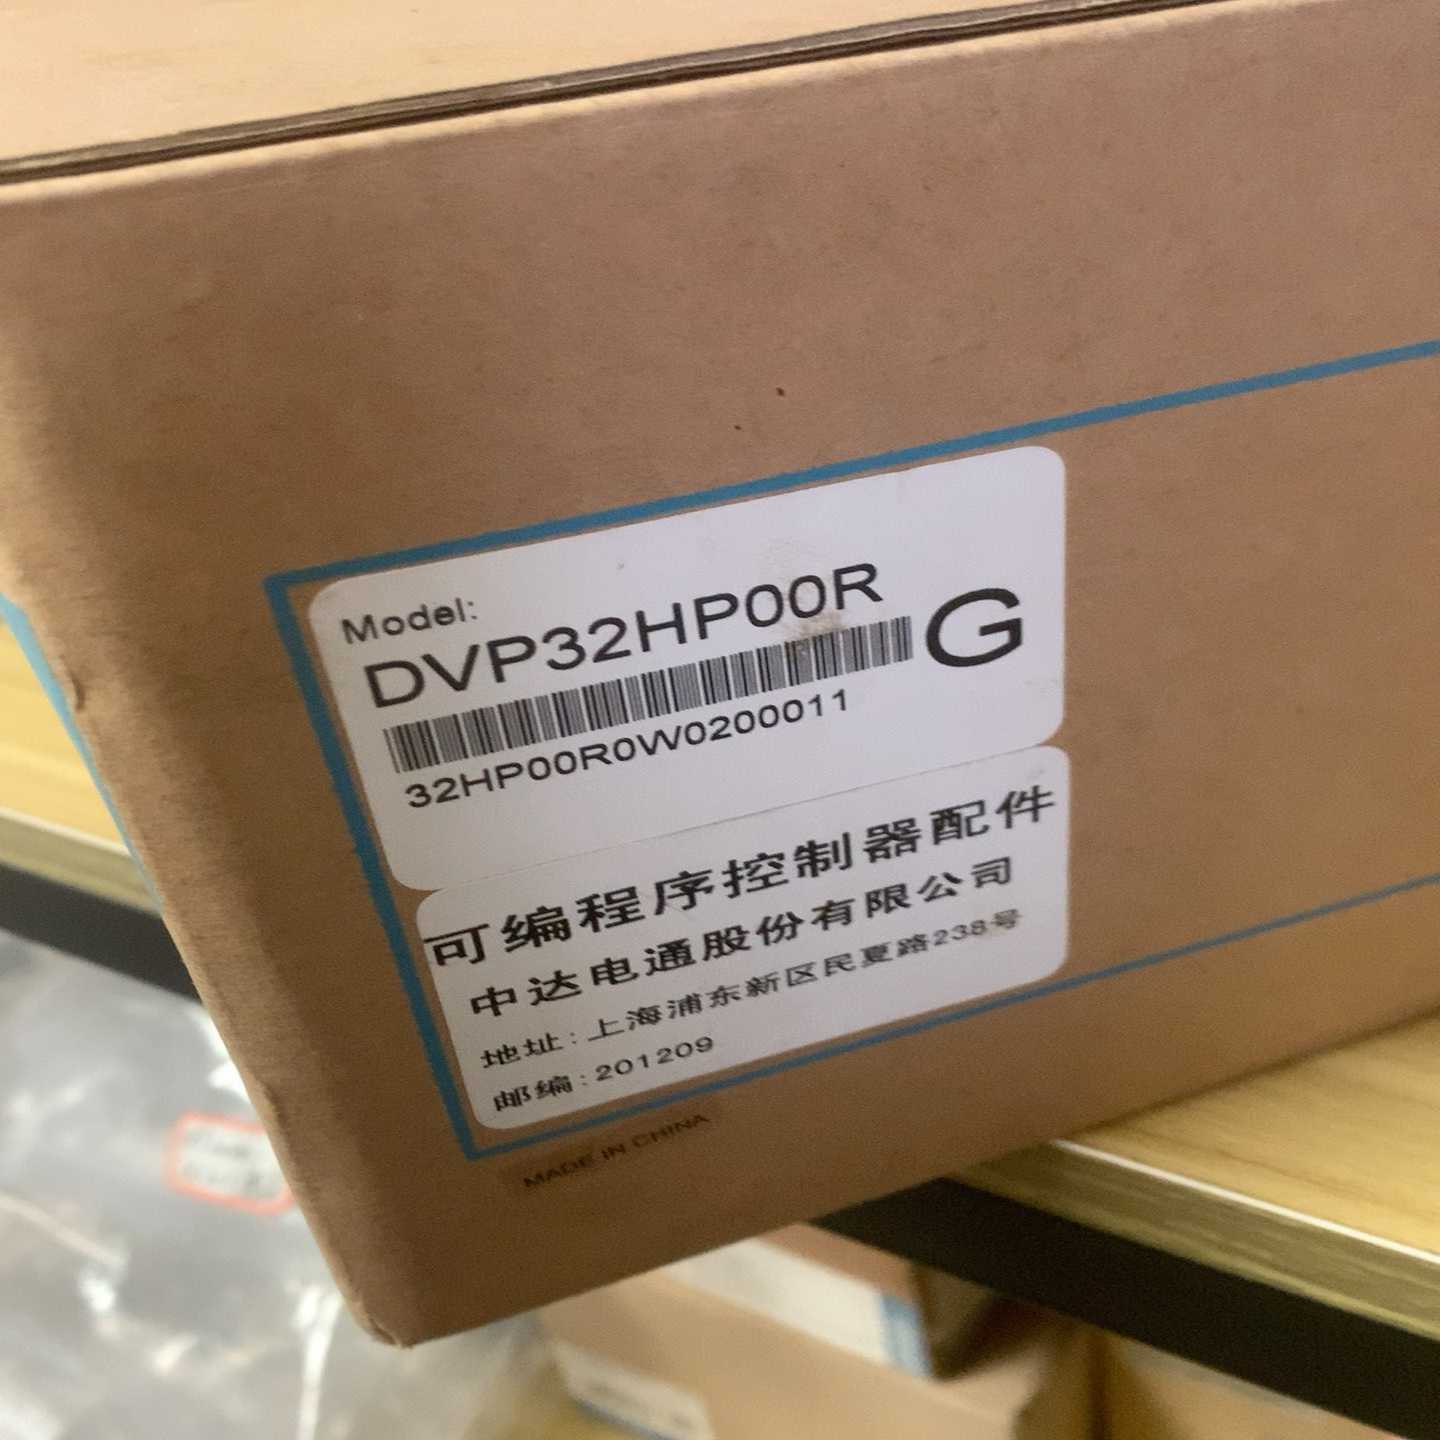 Model:
DVP32HP00R
G
32HP00R0W0200011
可编程序控制器配件
中达电通股份有限公司
地址:上海浦东新区民夏路238号
邮编:201209
MADE IN CHINA